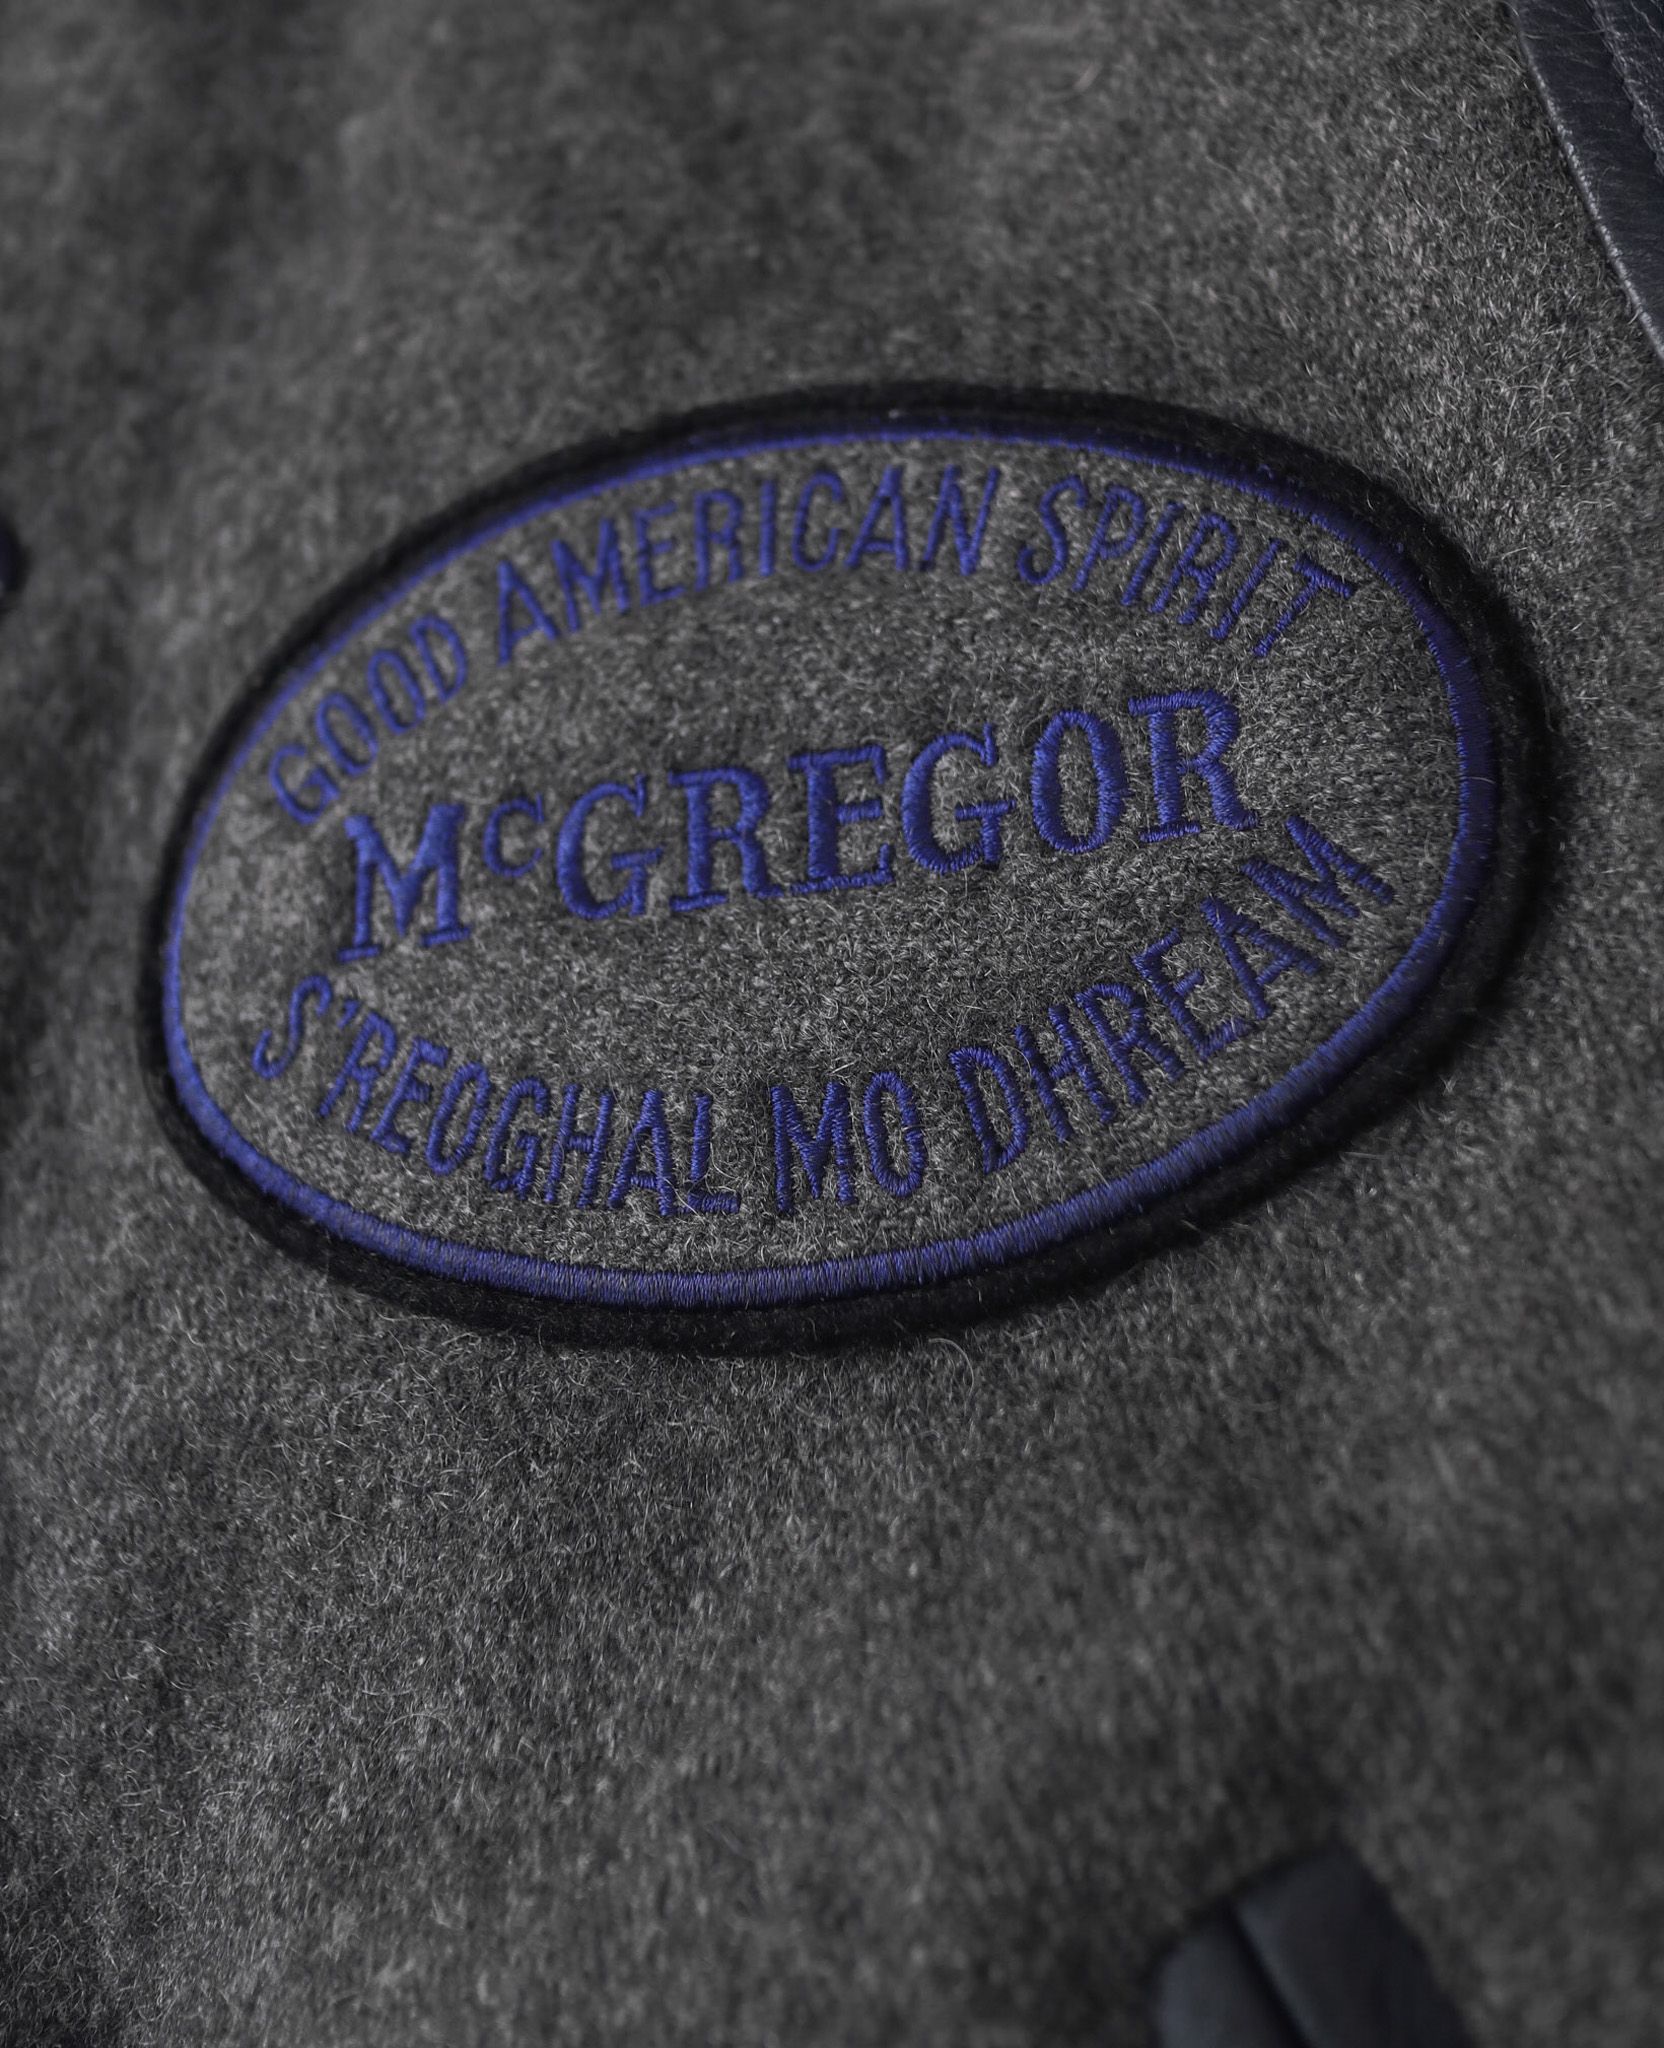 GOOD AMERICAN SPIRIT
McGREGOR
S'REOGHAL MO DHREAM